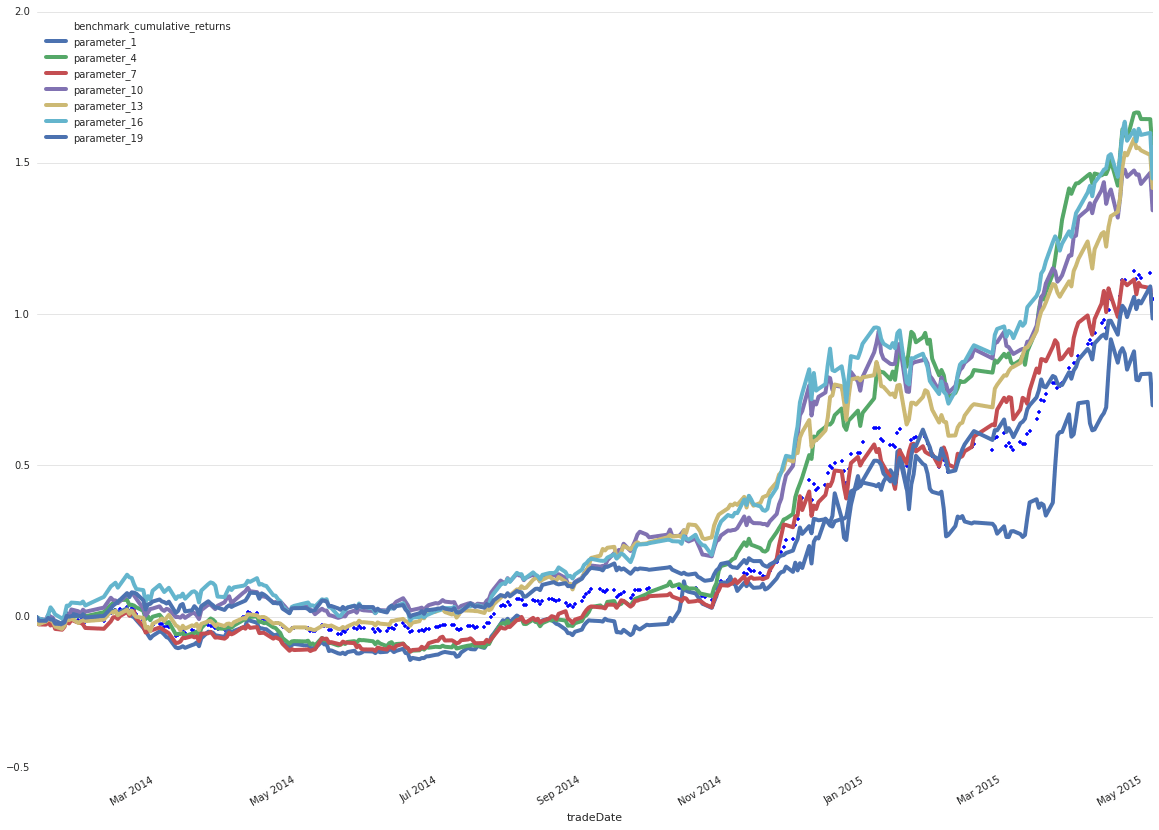 2.0
benchmark_cumulative_returns
parameter_1
parameter_4
parameter_7
parameter_10
parameter_13
parameter_16
parameter_19
1.5
1.0
0.5
0.0
−0.5
Mar 2014
May 2014
Jul 2014
Sep 2014
Nov 2014
Jan 2015
Mar 2015
May 2015
tradeDate